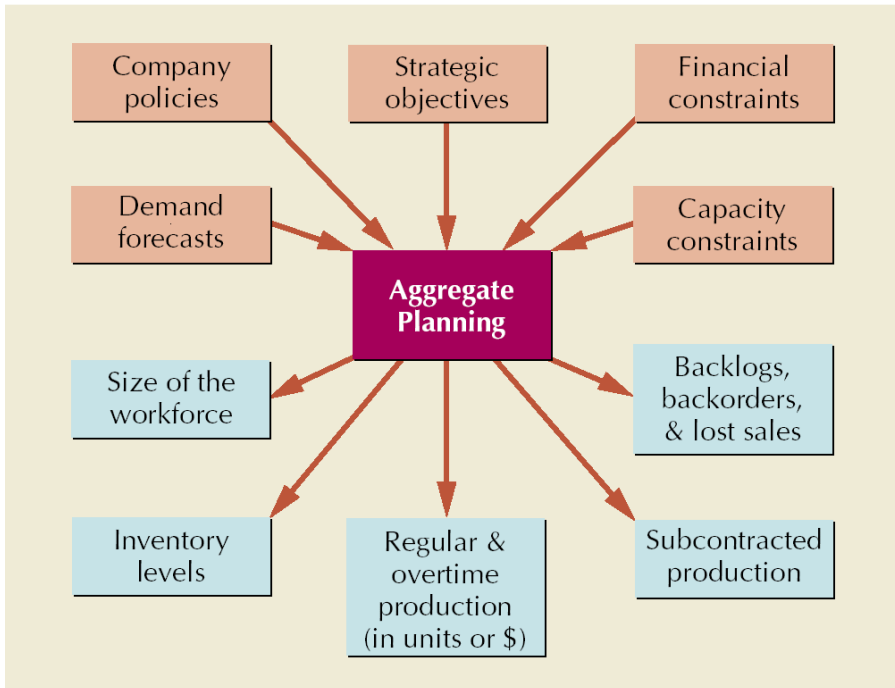 Company
policies
Strategic
objectives
Financial
constraints
Demand
forecasts
Capacity
constraints
Aggregate
Planning
Size of the
workforce
Backlogs,
backorders,
& lost sales
Inventory
levels
Regular &
overtime
production
(in units or $)
Subcontracted
production